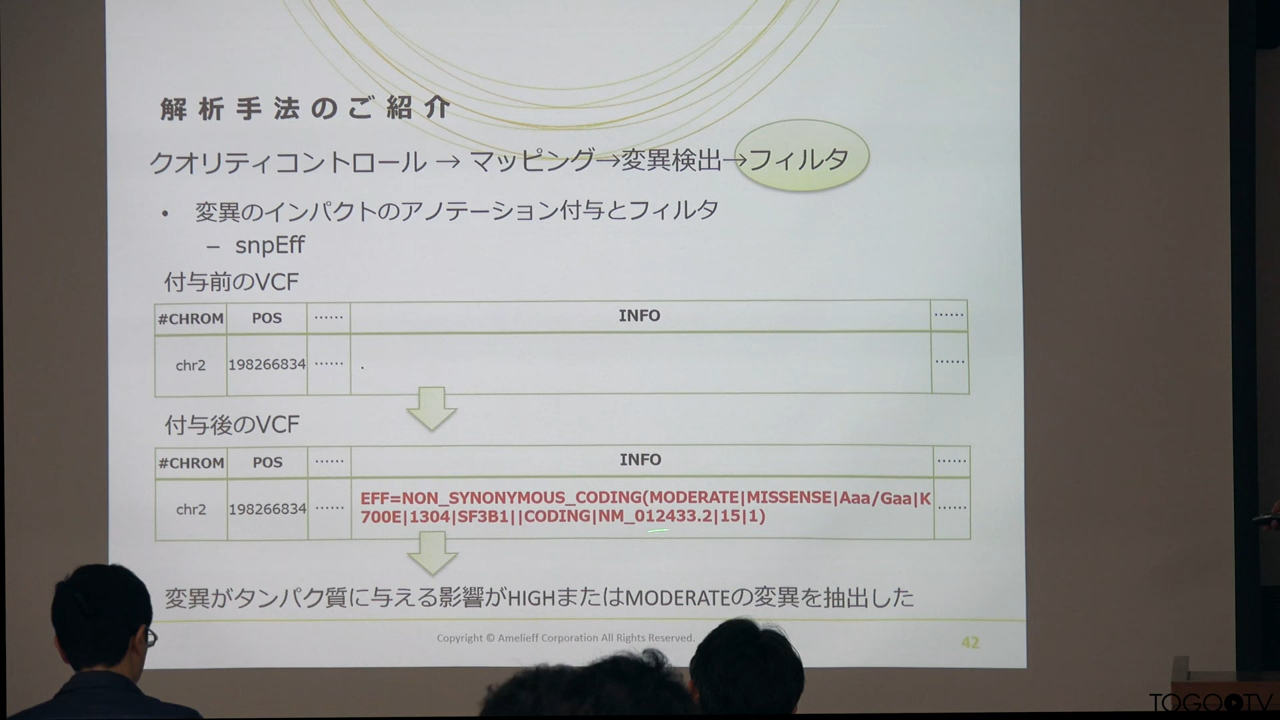 解析手法のご紹介
クオリティコントロール → マッピング→変異検出→フィルタ
• 変異のインパクトのアノテーション付与とフィルタ
– snpEff
付与前のVCF
#CHROM POS …… INFO ……
chr2 198266834 …… . ……
付与後のVCF
#CHROM POS …… INFO ……
chr2 198266834 …… EFF=NON_SYNONYMOUS_CODING(MODERATE|MISSENSE|Aaa/Gaa|K ……
700E|1304|SF3B1||CODING|NM_012433.2|15|1)
変異がタンパク質に与える影響がHIGHまたはMODERATEの変異を抽出した
Copyright © Amelieff Corporation All Rights Reserved.
42
TOGOTV